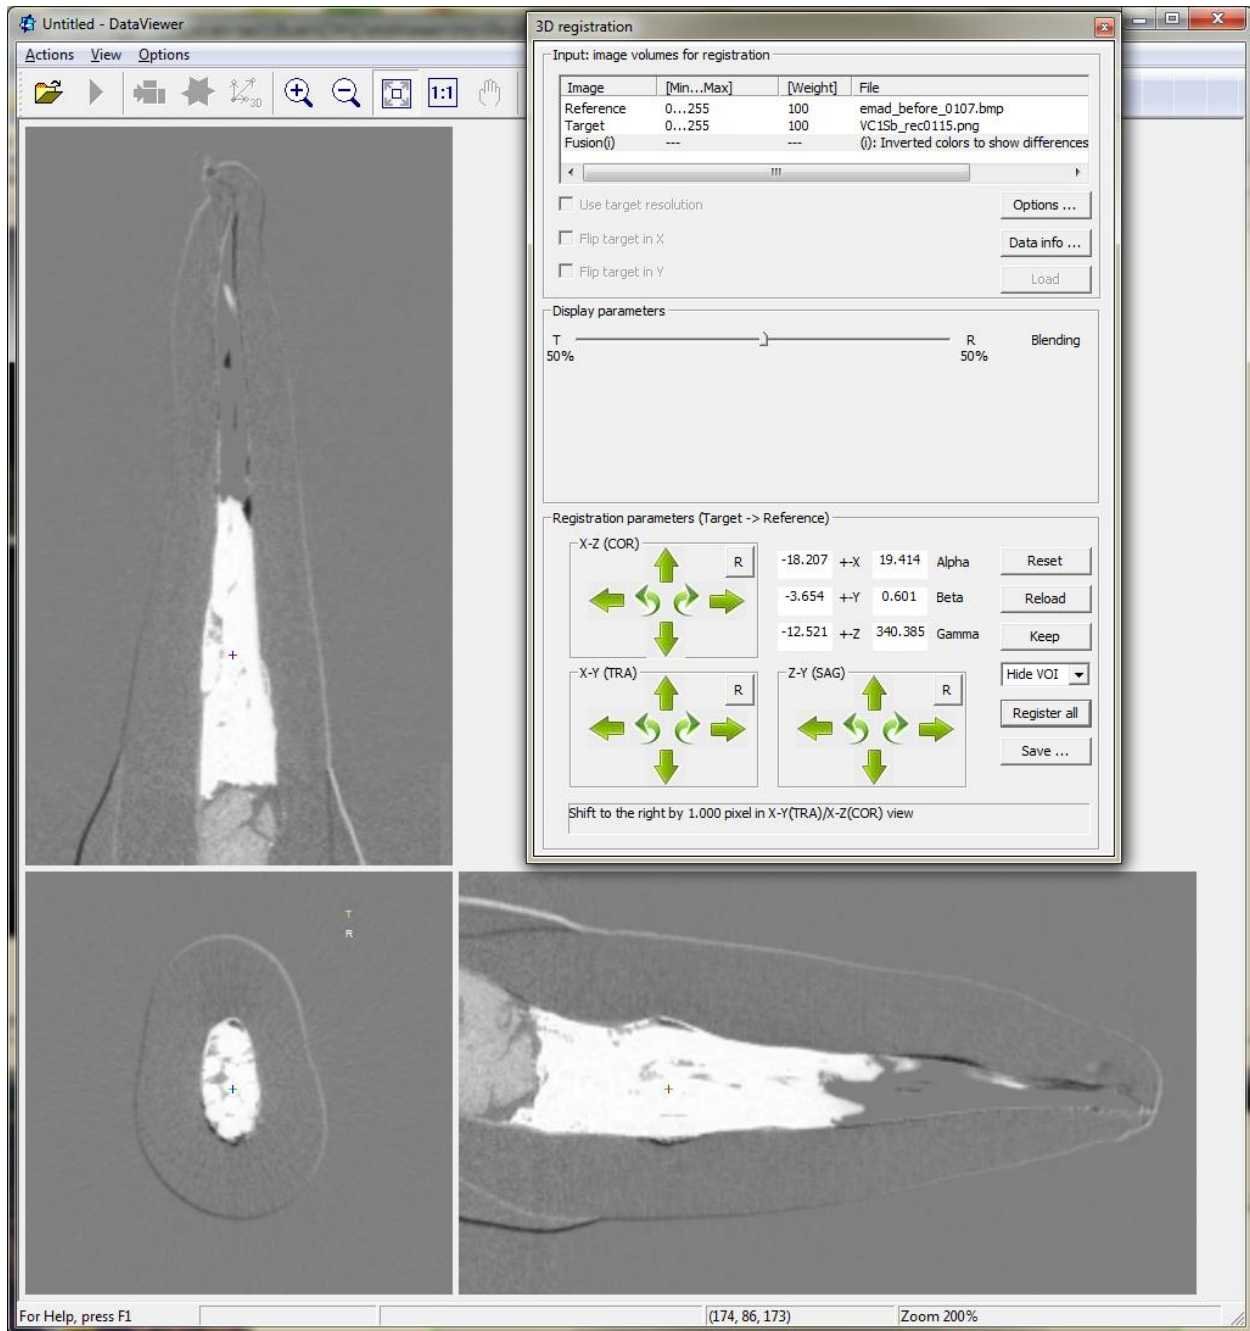 Untitled - DataViewer
Actions View Options
3D
1:1
3D registration
Input: image volumes for registration
Image [Min...Max] [Weight] File
Reference 0...255 100 emad_before_0107.bmp
Target 0...255 100 VC1Sb_rec0115.png
Fusion(i) --- --- (i): Inverted colors to show differences
Use target resolution
Options ...
Flip target in X
Data info ...
Flip target in Y
Load
Display parameters
T R Blending
50% 50%
Registration parameters (Target -> Reference)
X-Z (COR)
R
-18.207 +-X 19.414 Alpha
Reset
-3.654 +-Y 0.601 Beta
Reload
-12.521 +-Z 340.385 Gamma
Keep
X-Y (TRA)
R
Z-Y (SAG)
R
Hide VOI
Register all
Save ...
Shift to the right by 1.000 pixel in X-Y(TRA)/X-Z(COR) view
T
R
For Help, press F1 (174, 86, 173) Zoom 200%